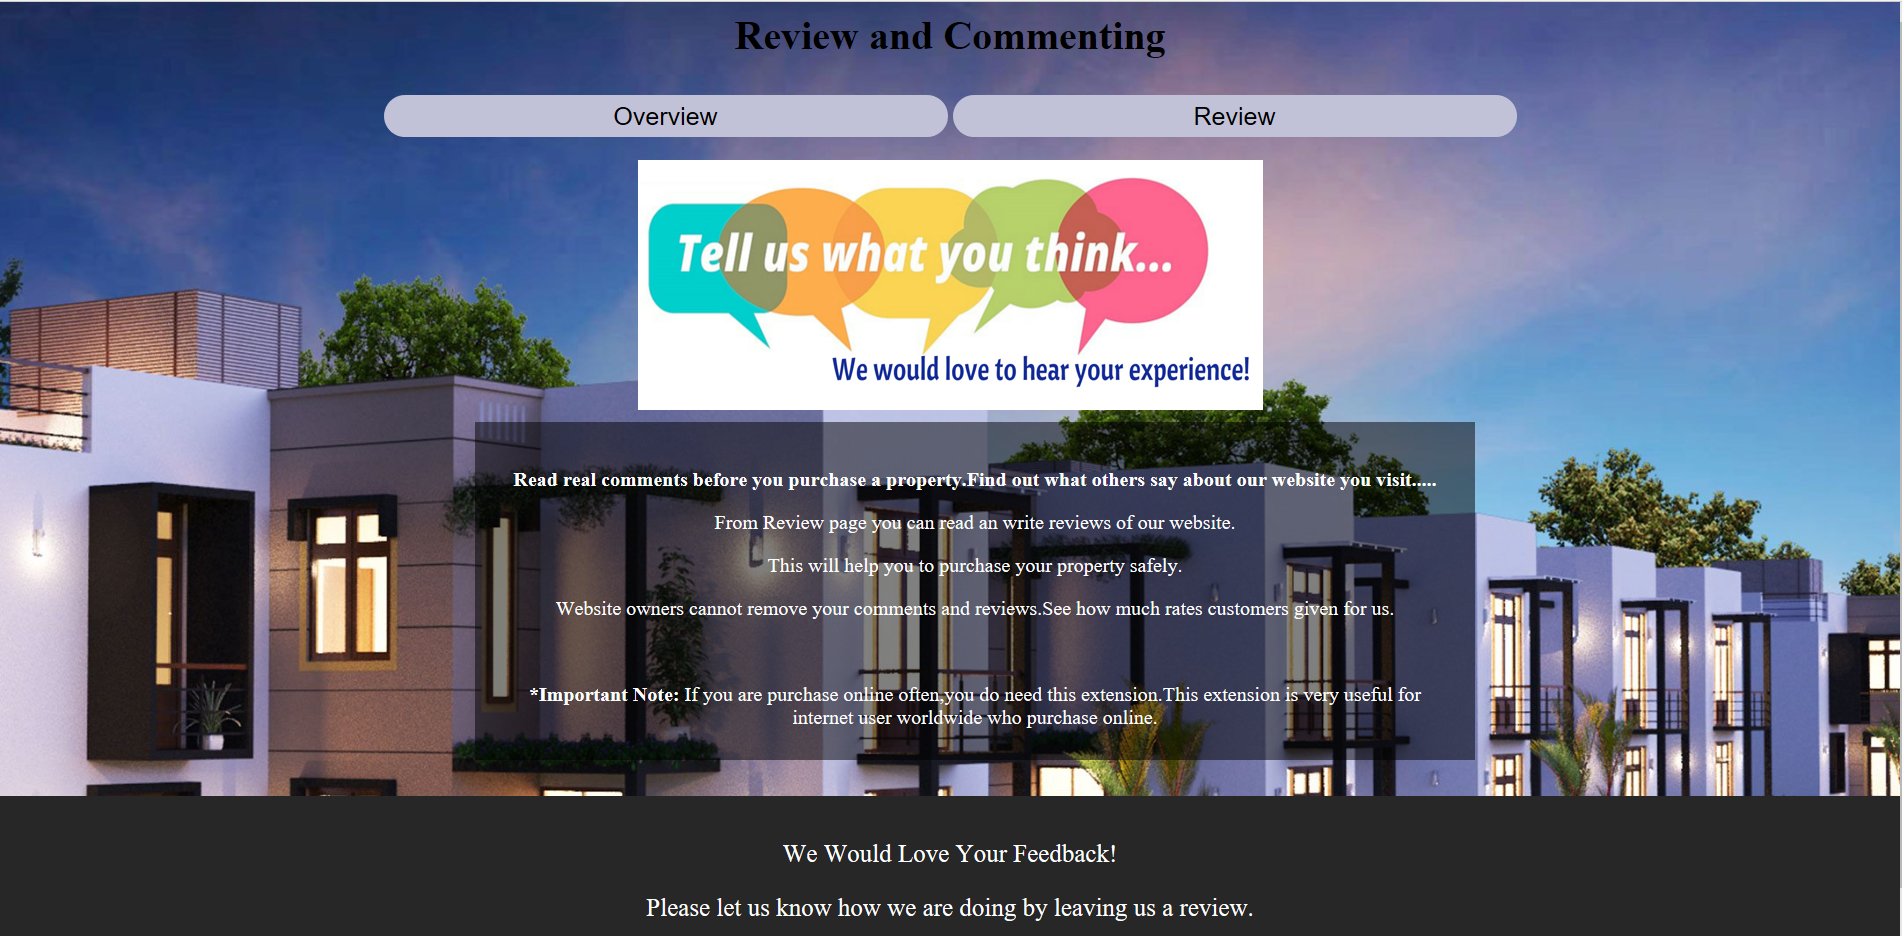 Review and Commenting
Overview
Review
Tell us what you think...
We would love to hear your experience!
Read real comments before you purchase a property.Find out what others say about our website you visit.....
From Review page you can read an write reviews of our website.
This will help you to purchase your property safely.
Website owners cannot remove your comments and reviews.See how much rates customers given for us.
*Important Note: If you are purchase online often,you do need this extension.This extension is very useful for
internet user worldwide who purchase online.
We Would Love Your Feedback!
Please let us know how we are doing by leaving us a review.